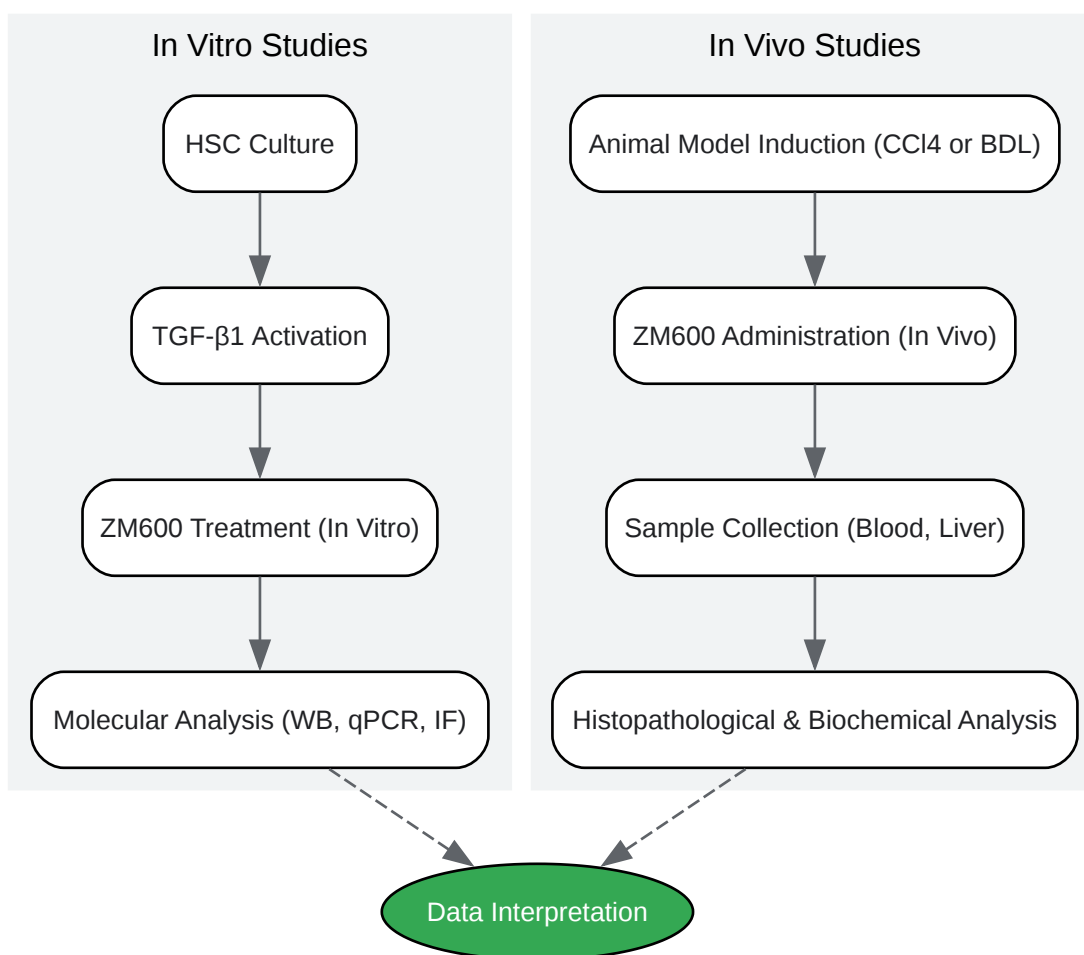 In Vitro Studies
HSC Culture
TGF-β1 Activation
ZM600 Treatment (In Vitro)
Molecular Analysis (WB, qPCR, IF)
In Vivo Studies
Animal Model Induction (CCl4 or BDL)
ZM600 Administration (In Vivo)
Sample Collection (Blood, Liver)
Histopathological & Biochemical Analysis
Data Interpretation